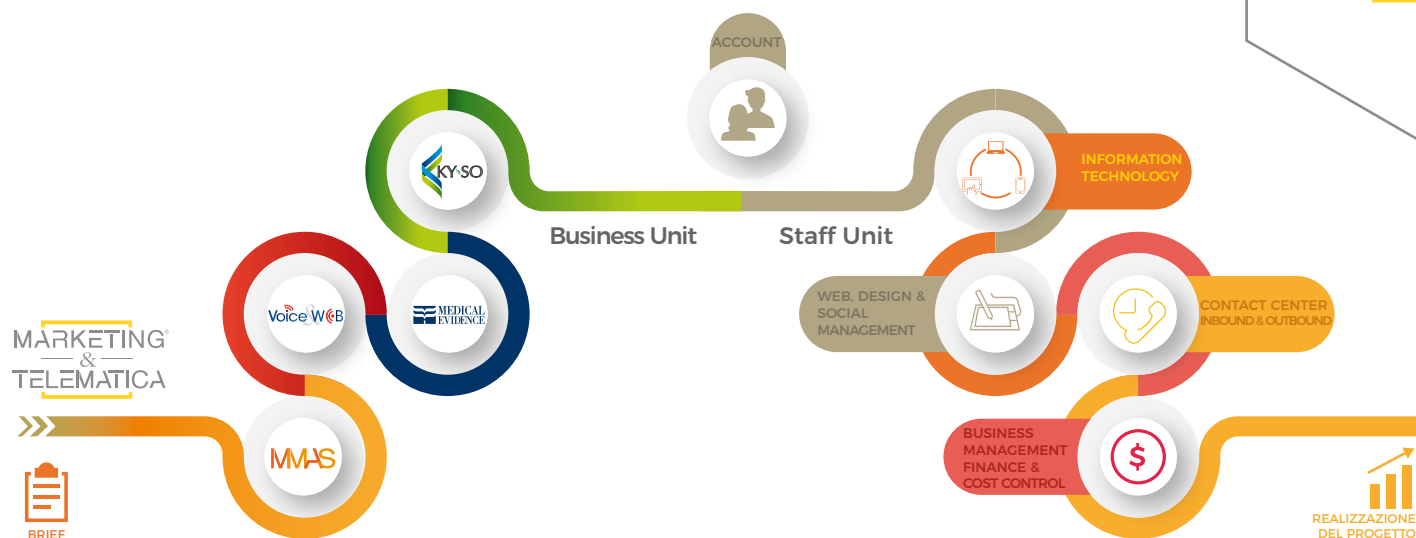 ACCOUNT
KY SO
INFORMATION
TECHNOLOGY
Business Unit
Staff Unit
Voice & WEB
MEDICAL
EVIDENCE
WEB, DESIGN &
SOCIAL
MANAGEMENT
CONTACT CENTER
INBOUND & OUTBOUND
MARKETING®
&
TELEMATICA
MMAS
BUSINESS
MANAGEMENT
FINANCE &
COST CONTROL
$
BRIEF
REALIZZAZIONE
DEL PROGETTO